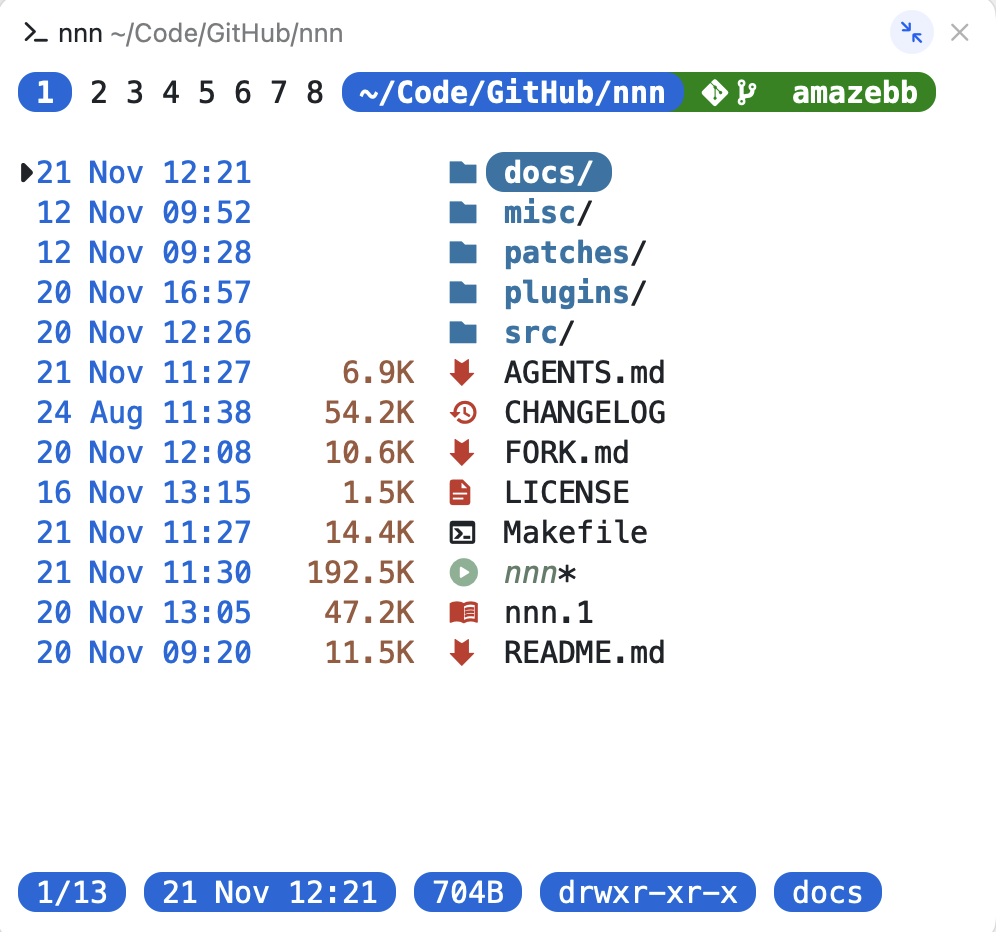 nnn ~/Code/GitHub/nnn
1 2 3 4 5 6 7 8 ~/Code/GitHub/nnn amazebb
21 Nov 12:21 docs/
12 Nov 09:52 misc/
12 Nov 09:28 patches/
20 Nov 16:57 plugins/
20 Nov 12:26 src/
21 Nov 11:27 6.9K AGENTS.md
24 Aug 11:38 54.2K CHANGELOG
20 Nov 12:08 10.6K FORK.md
16 Nov 13:15 1.5K LICENSE
21 Nov 11:27 14.4K Makefile
21 Nov 11:30 192.5K nnn*
20 Nov 13:05 47.2K nnn.1
20 Nov 09:20 11.5K README.md
1/13 21 Nov 12:21 704B drwxr-xr-x docs